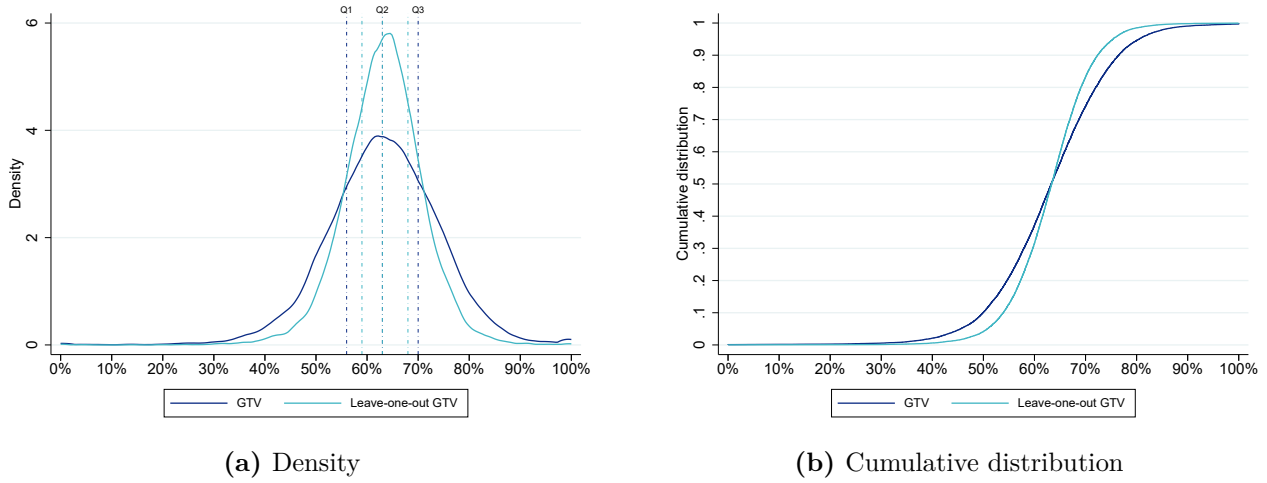 Q1 Q2 Q3
6
4
2
0
Density
0% 10% 20% 30% 40% 50% 60% 70% 80% 90% 100%
GTV Leave-one-out GTV
(a) Density
1
.9
.8
.7
.6
.5
.4
.3
.2
.1
0
Cumulative distribution
0% 10% 20% 30% 40% 50% 60% 70% 80% 90% 100%
GTV Leave-one-out GTV
(b) Cumulative distribution